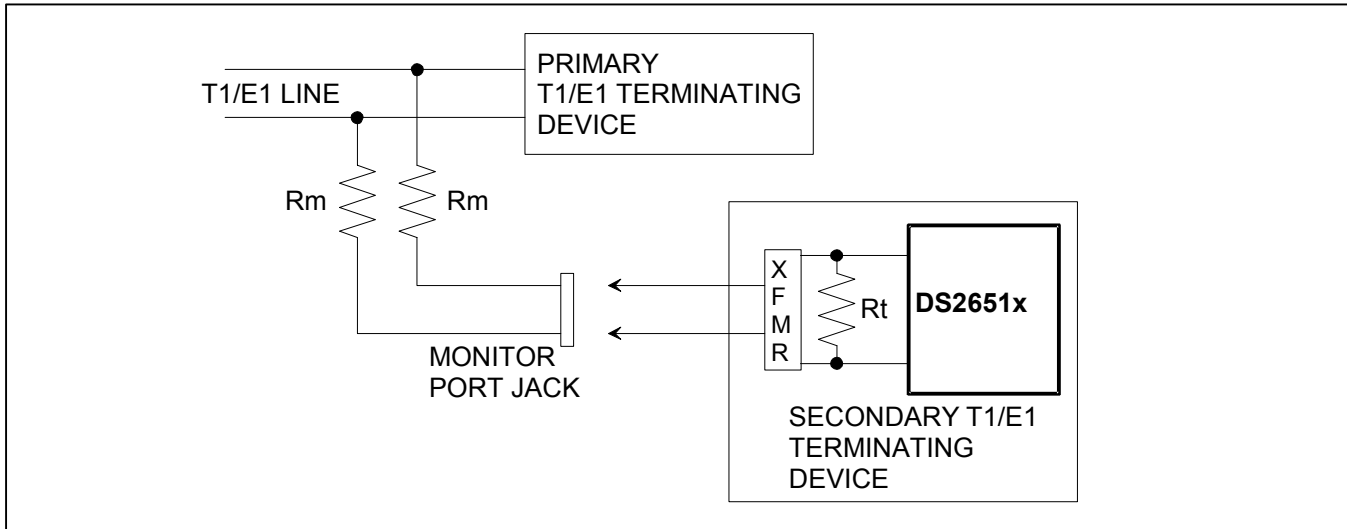 PRIMARY
T1/E1 TERMINATING
DEVICE
T1/E1 LINE
Rm
Rm
MONITOR
PORT JACK
X
F
M
R
Rt
DS2651x
SECONDARY T1/E1
TERMINATING
DEVICE